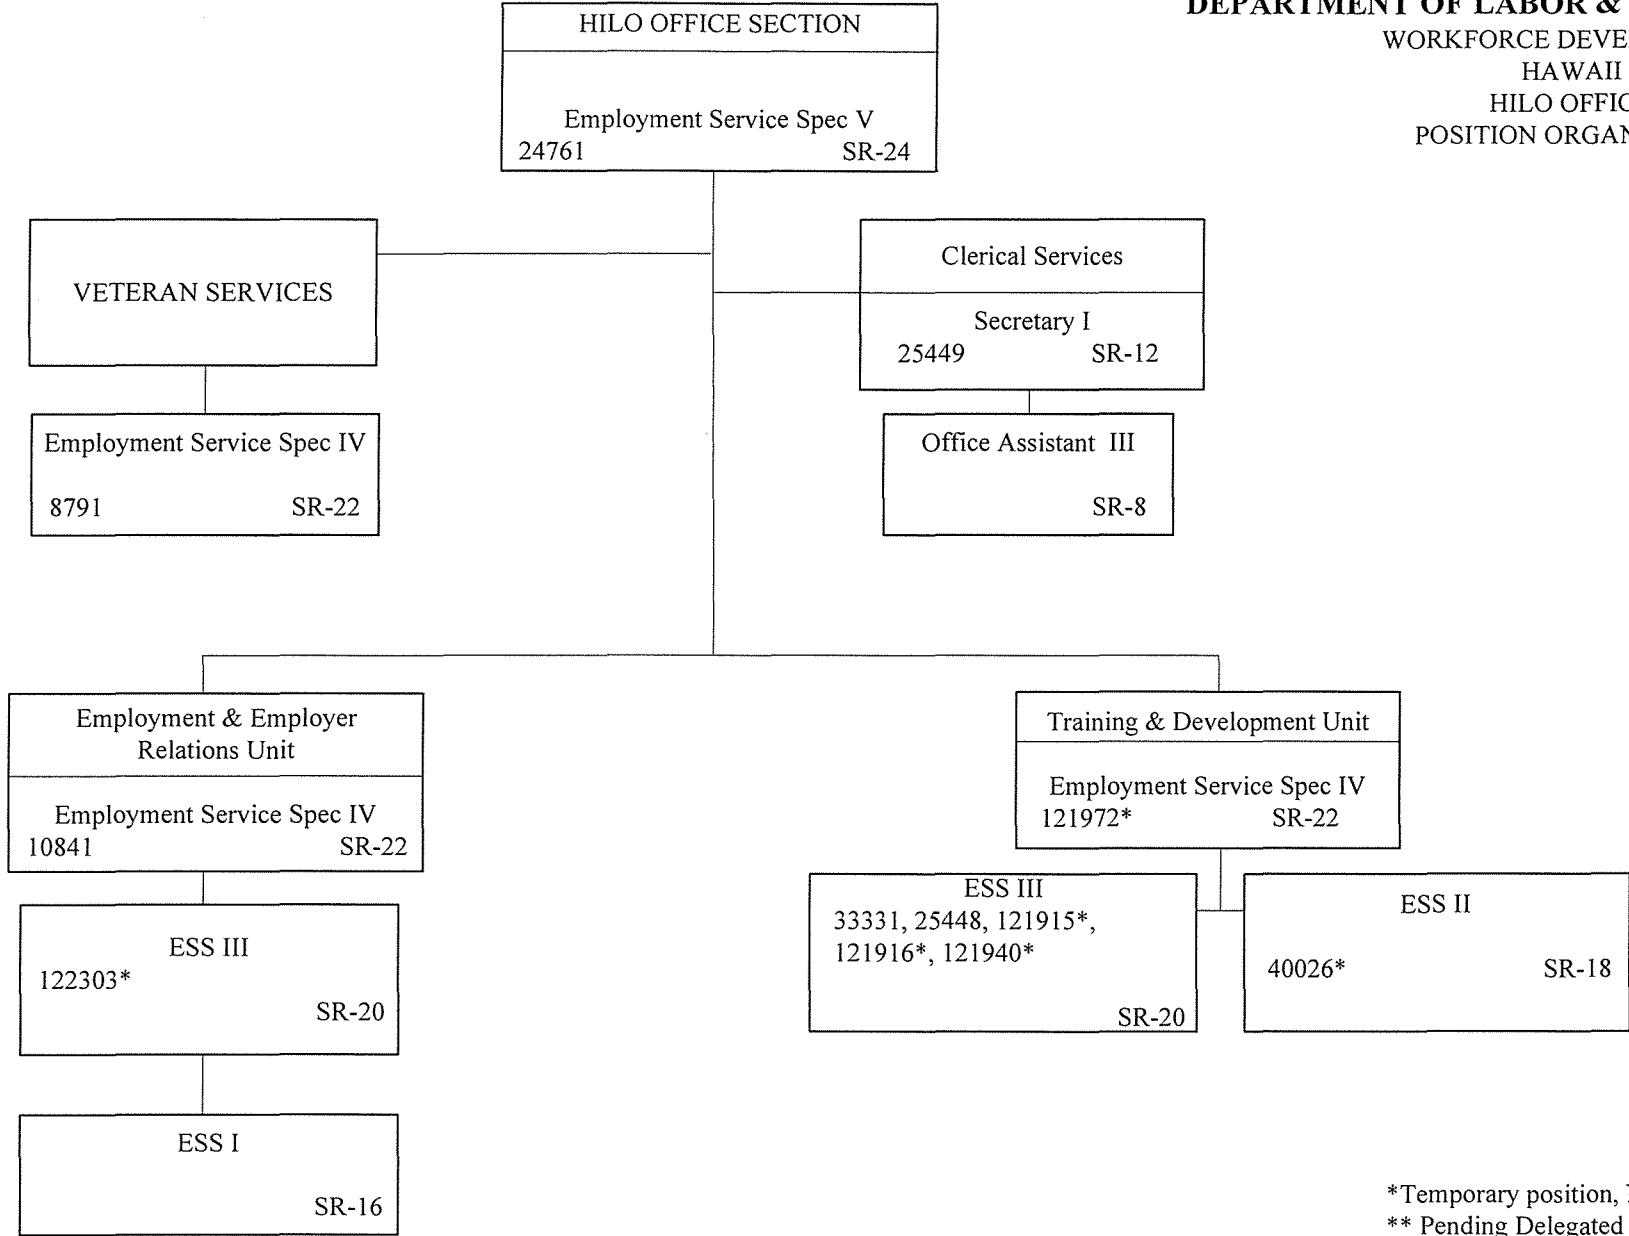 DEPARTMENT OF LABOR &
WORKFORCE
HAWAII
HILO
POSITION
HILO OFFICE SECTION
Employment Service Spec V
24761 SR-24
VETERAN SERVICES
Employment Service Spec IV
8791 SR-22
Clerical Services
Secretary I
25449 SR-12
Office Assistant III
SR-8
Employment & Employer
Relations Unit
Employment Service Spec IV
10841 SR-22
ESS III
122303*
SR-20
ESS I
SR-16
Training & Development Unit
Employment Service Spec IV
121972* SR-22
ESS III
33331, 25448, 121915*,
121916*, 121940*
SR-20
ESS II
40026* SR-18
*Temporary position,
** Pending Delegated